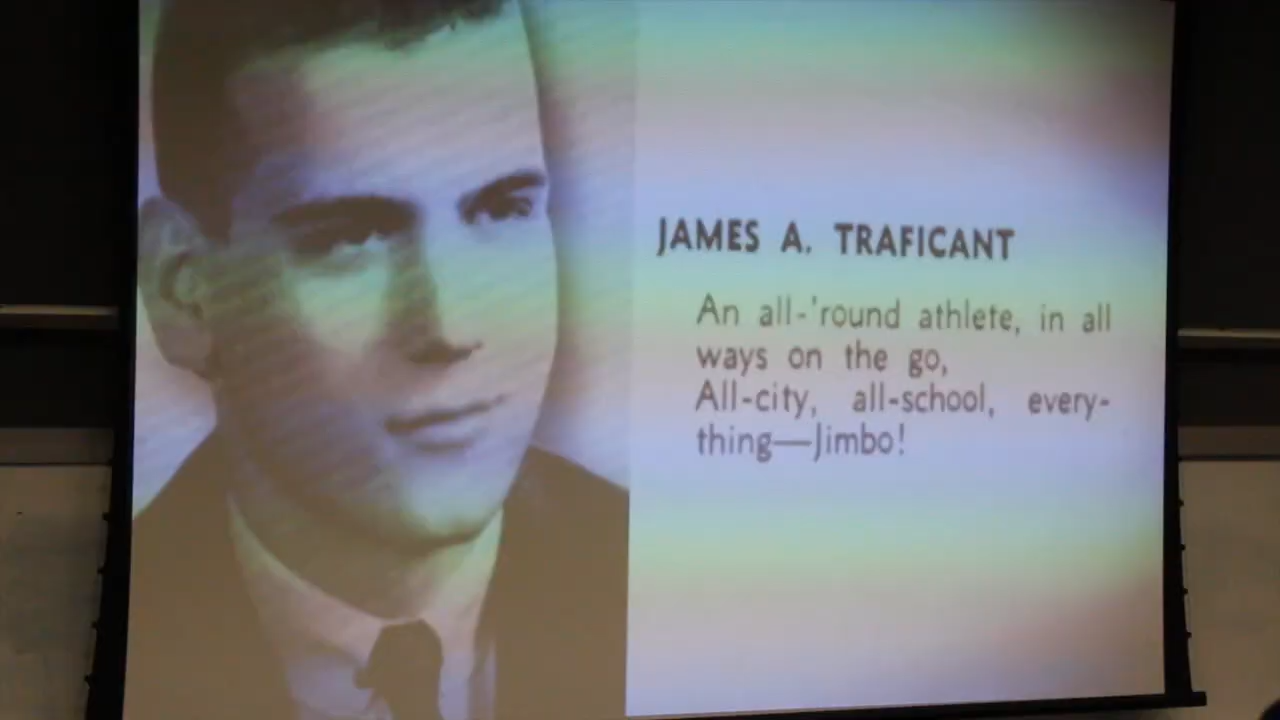 JAMES A. TRAFICANT
An all-'round athlete, in all
ways on the go,
All-city, all-school, every-
thing—Jimbo!